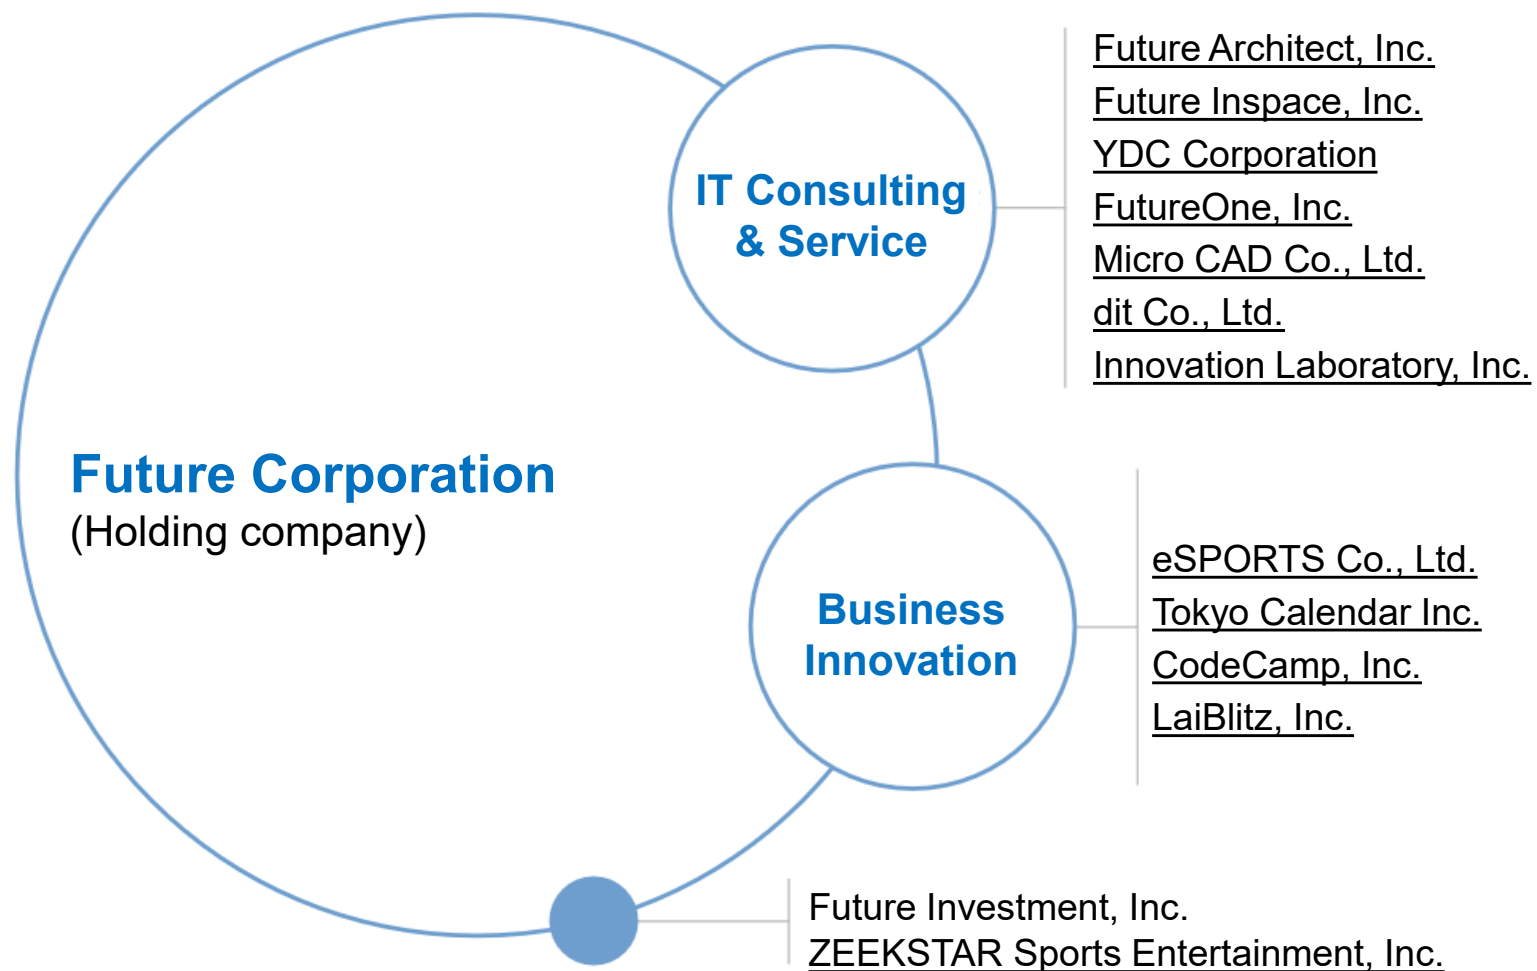 Future Architect, Inc.
Future Inspace, Inc.
YDC Corporation
FutureOne, Inc.
Micro CAD Co., Ltd.
dit Co., Ltd.
Innovation Laboratory, Inc.
IT Consulting
& Service
Future Corporation
(Holding company)
Business
Innovation
eSPORTS Co., Ltd.
Tokyo Calendar Inc.
CodeCamp, Inc.
LaiBlitz, Inc.
Future Investment, Inc.
ZEEKSTAR Sports Entertainment, Inc.